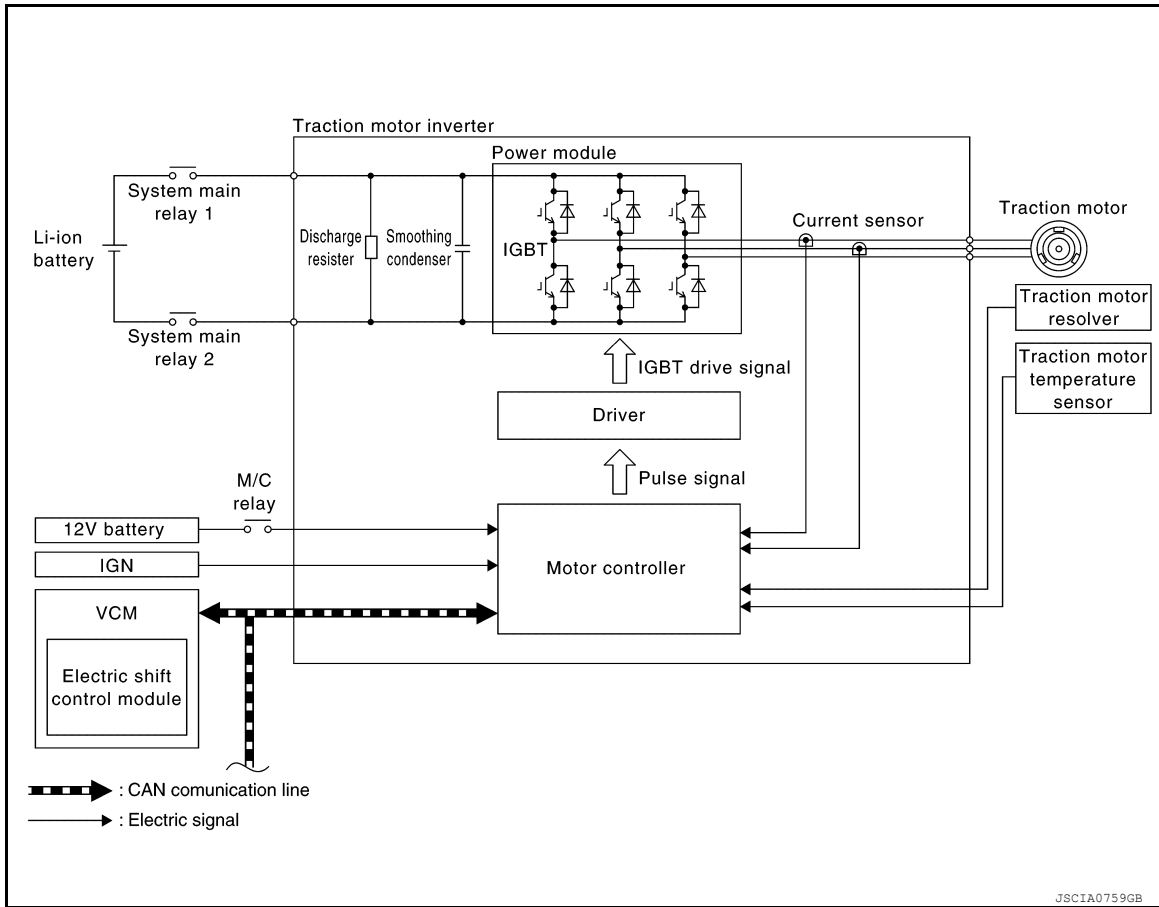 Traction motor inverter
Power module
System main
relay 1
Li-ion
battery
Discharge
resister
Smoothing
condenser
IGBT
Current sensor
Traction motor
System main
relay 2
Traction motor
resolver
Traction motor
temperature
sensor
IGBT drive signal
Driver
Pulse signal
M/C
relay
12V battery
IGN
Motor controller
VCM
Electric shift
control module
: CAN comunication line
: Electric signal
JSCIA0759GB